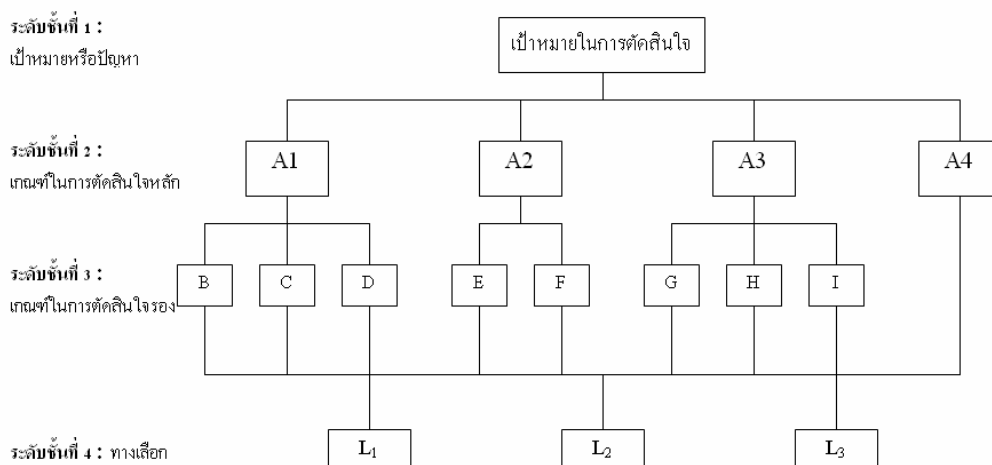 ระดับชั้นที่ 1 :
เป้าหมายหรือปัญหา
เป้าหมายในการตัดสินใจ
ระดับชั้นที่ 2 :
เกณฑ์ในการตัดสินใจหลัก
A1 A2 A3 A4
ระดับชั้นที่ 3 :
เกณฑ์ในการตัดสินใจรอง
B C D E F G H I
ระดับชั้นที่ 4 : ทางเลือก
L₁ L₂ L₃